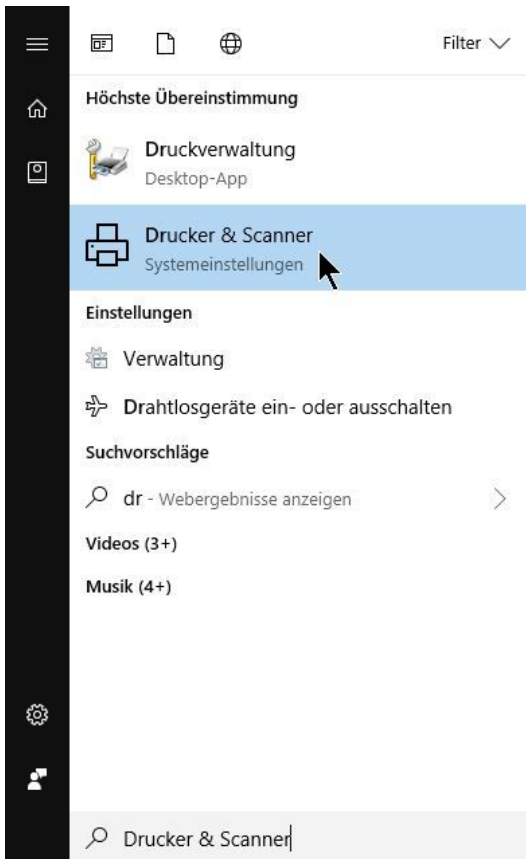 Filter
Höchste Übereinstimmung
Druckverwaltung
Desktop-App
Drucker & Scanner
Systemeinstellungen
Einstellungen
Verwaltung
Drahtlosgeräte ein- oder ausschalten
Suchvorschläge
dr - Webergebnisse anzeigen
Videos (3+)
Musik (4+)
Drucker & Scanner